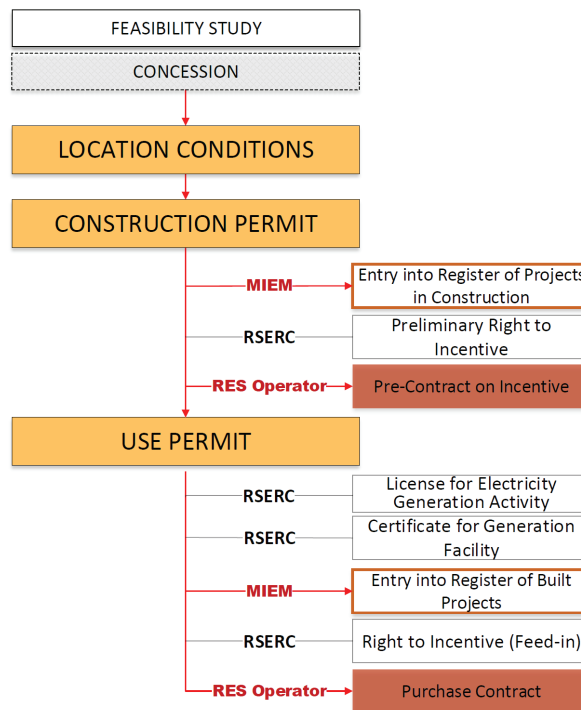 FEASIBILITY STUDY
CONCESSION
LOCATION CONDITIONS
CONSTRUCTION PERMIT
MIEM
Entry into Register of Projects
in Construction
RSERC
Preliminary Right to
Incentive
RES Operator
Pre-Contract on Incentive
USE PERMIT
RSERC
License for Electricity
Generation Activity
RSERC
Certificate for Generation
Facility
MIEM
Entry into Register of Built
Projects
RSERC
Right to Incentive (Feed-in)
RES Operator
Purchase Contract